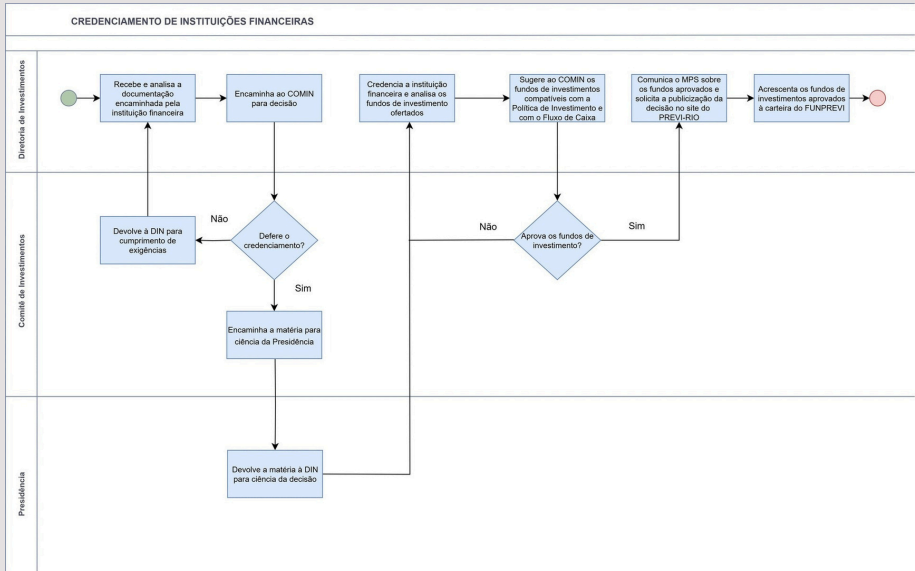 CREDENCIAMENTO DE INSTITUIÇÕES FINANCEIRAS
Diretoria de Investimentos
Recebe e analisa a
documentação
encaminhada pela
instituição financeira
Encaminha ao COMIN
para decisão
Credencia a instituição
financeira e analisa os
fundos de investimento
ofertados
Sugere ao COMIN os
fundos de investimentos
compatíveis com a
Política de Investimento e
com o Fluxo de Caixa
Comunica o MPS sobre
os fundos aprovados e
solicita a publicização da
decisão no site do
PREVI-RIO
Acrescenta os fundos de
investimentos aprovados
à carteira do FUNPREVI
Comitê de Investimentos
Devolve à DIN para
cumprimento de
exigências
Não
Defere o
credenciamento?
Sim
Não
Aprova os fundos de
investimento?
Sim
Encaminha a matéria para
ciência da Presidência
Presidência
Devolve a matéria à DIN
para ciência da decisão